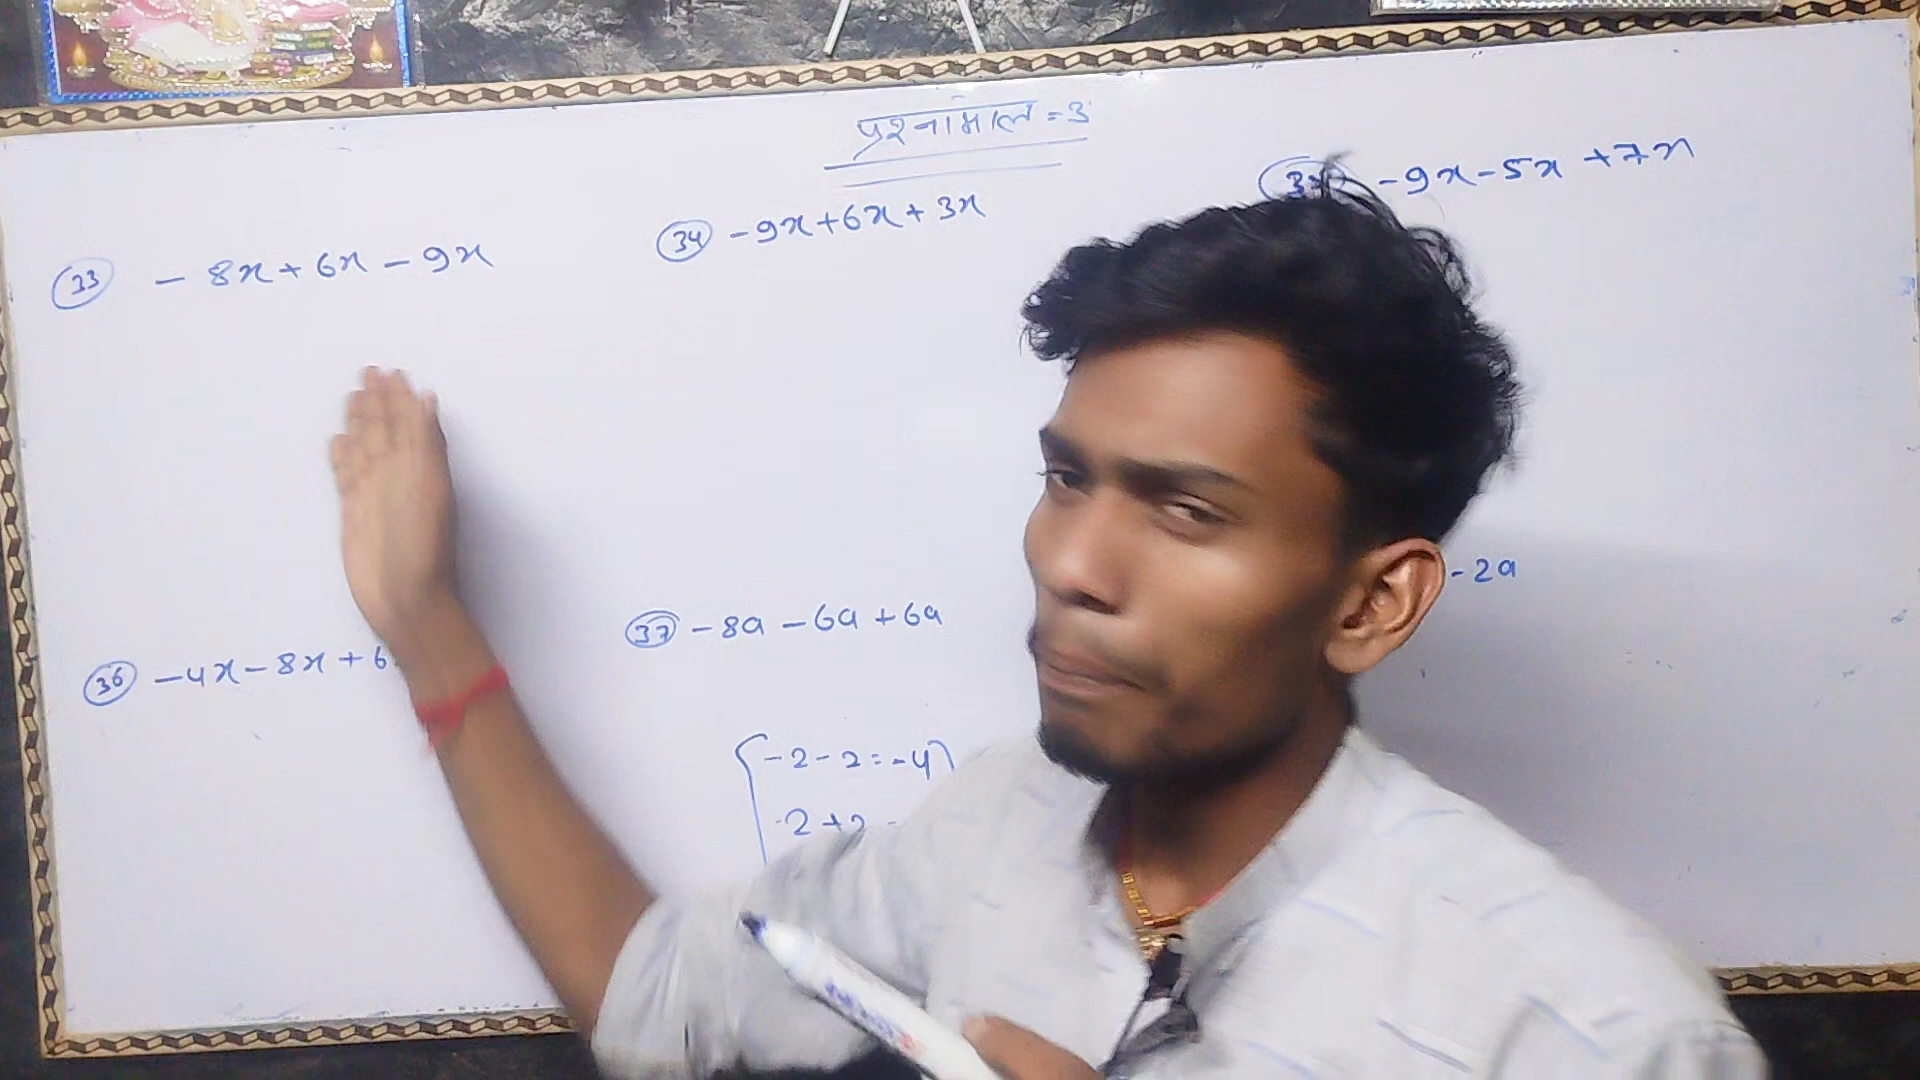 प्रश्नामाला = 3
33 - 8x + 6x - 9x
34 - 9x + 6x + 3x
- 9x - 5x + 7x
36 - 4x - 8x + 6
37 - 8a - 6a + 6a
- 2a
- 2 - 2 = - 4
- 2 + 2 -